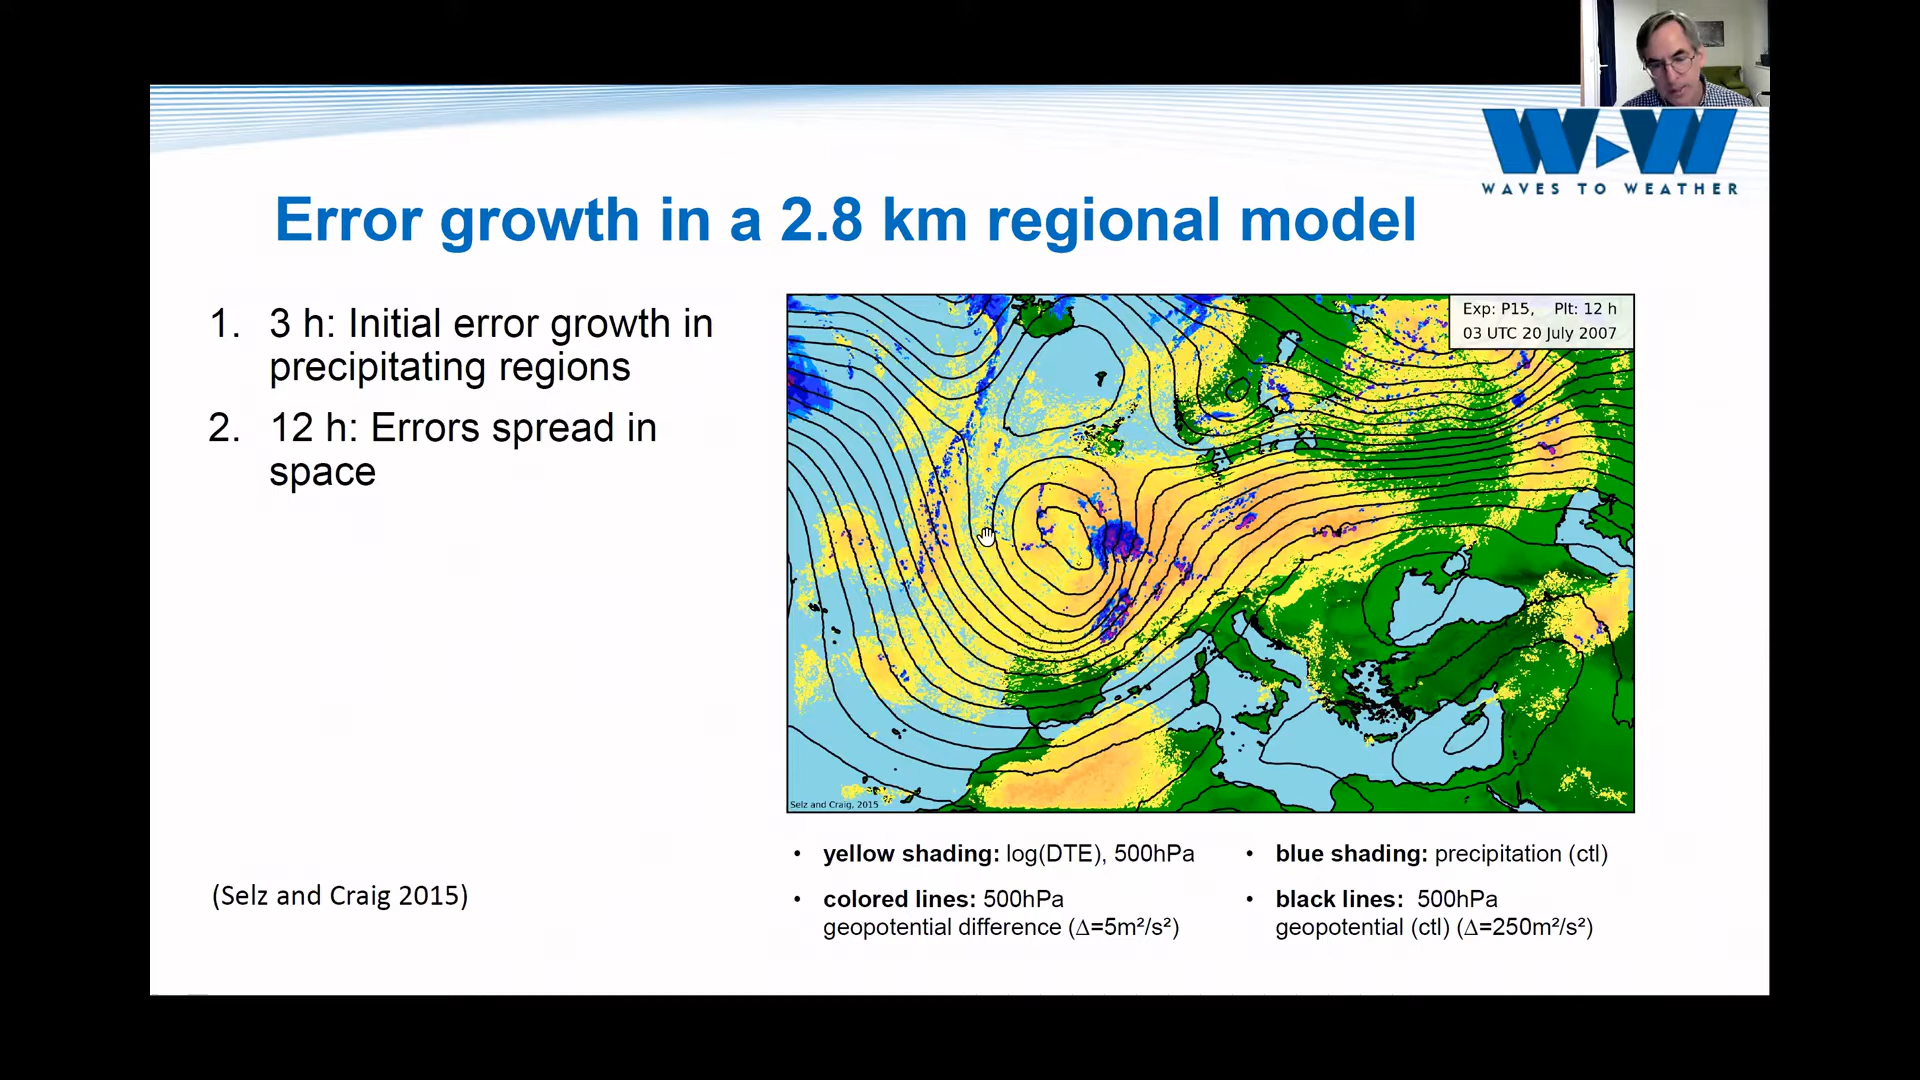 WAVES TO WEATHER
Error growth in a 2.8 km regional model
1. 3 h: Initial error growth in
precipitating regions
2. 12 h: Errors spread in
space
(Selz and Craig 2015)
Exp: P15, Plt: 12 h
03 UTC 20 July 2007
Selz and Craig, 2015
• yellow shading: log(DTE), 500hPa
• colored lines: 500hPa
geopotential difference (Δ=5m²/s²)
• blue shading: precipitation (ctl)
• black lines: 500hPa
geopotential (ctl) (Δ=250m²/s²)